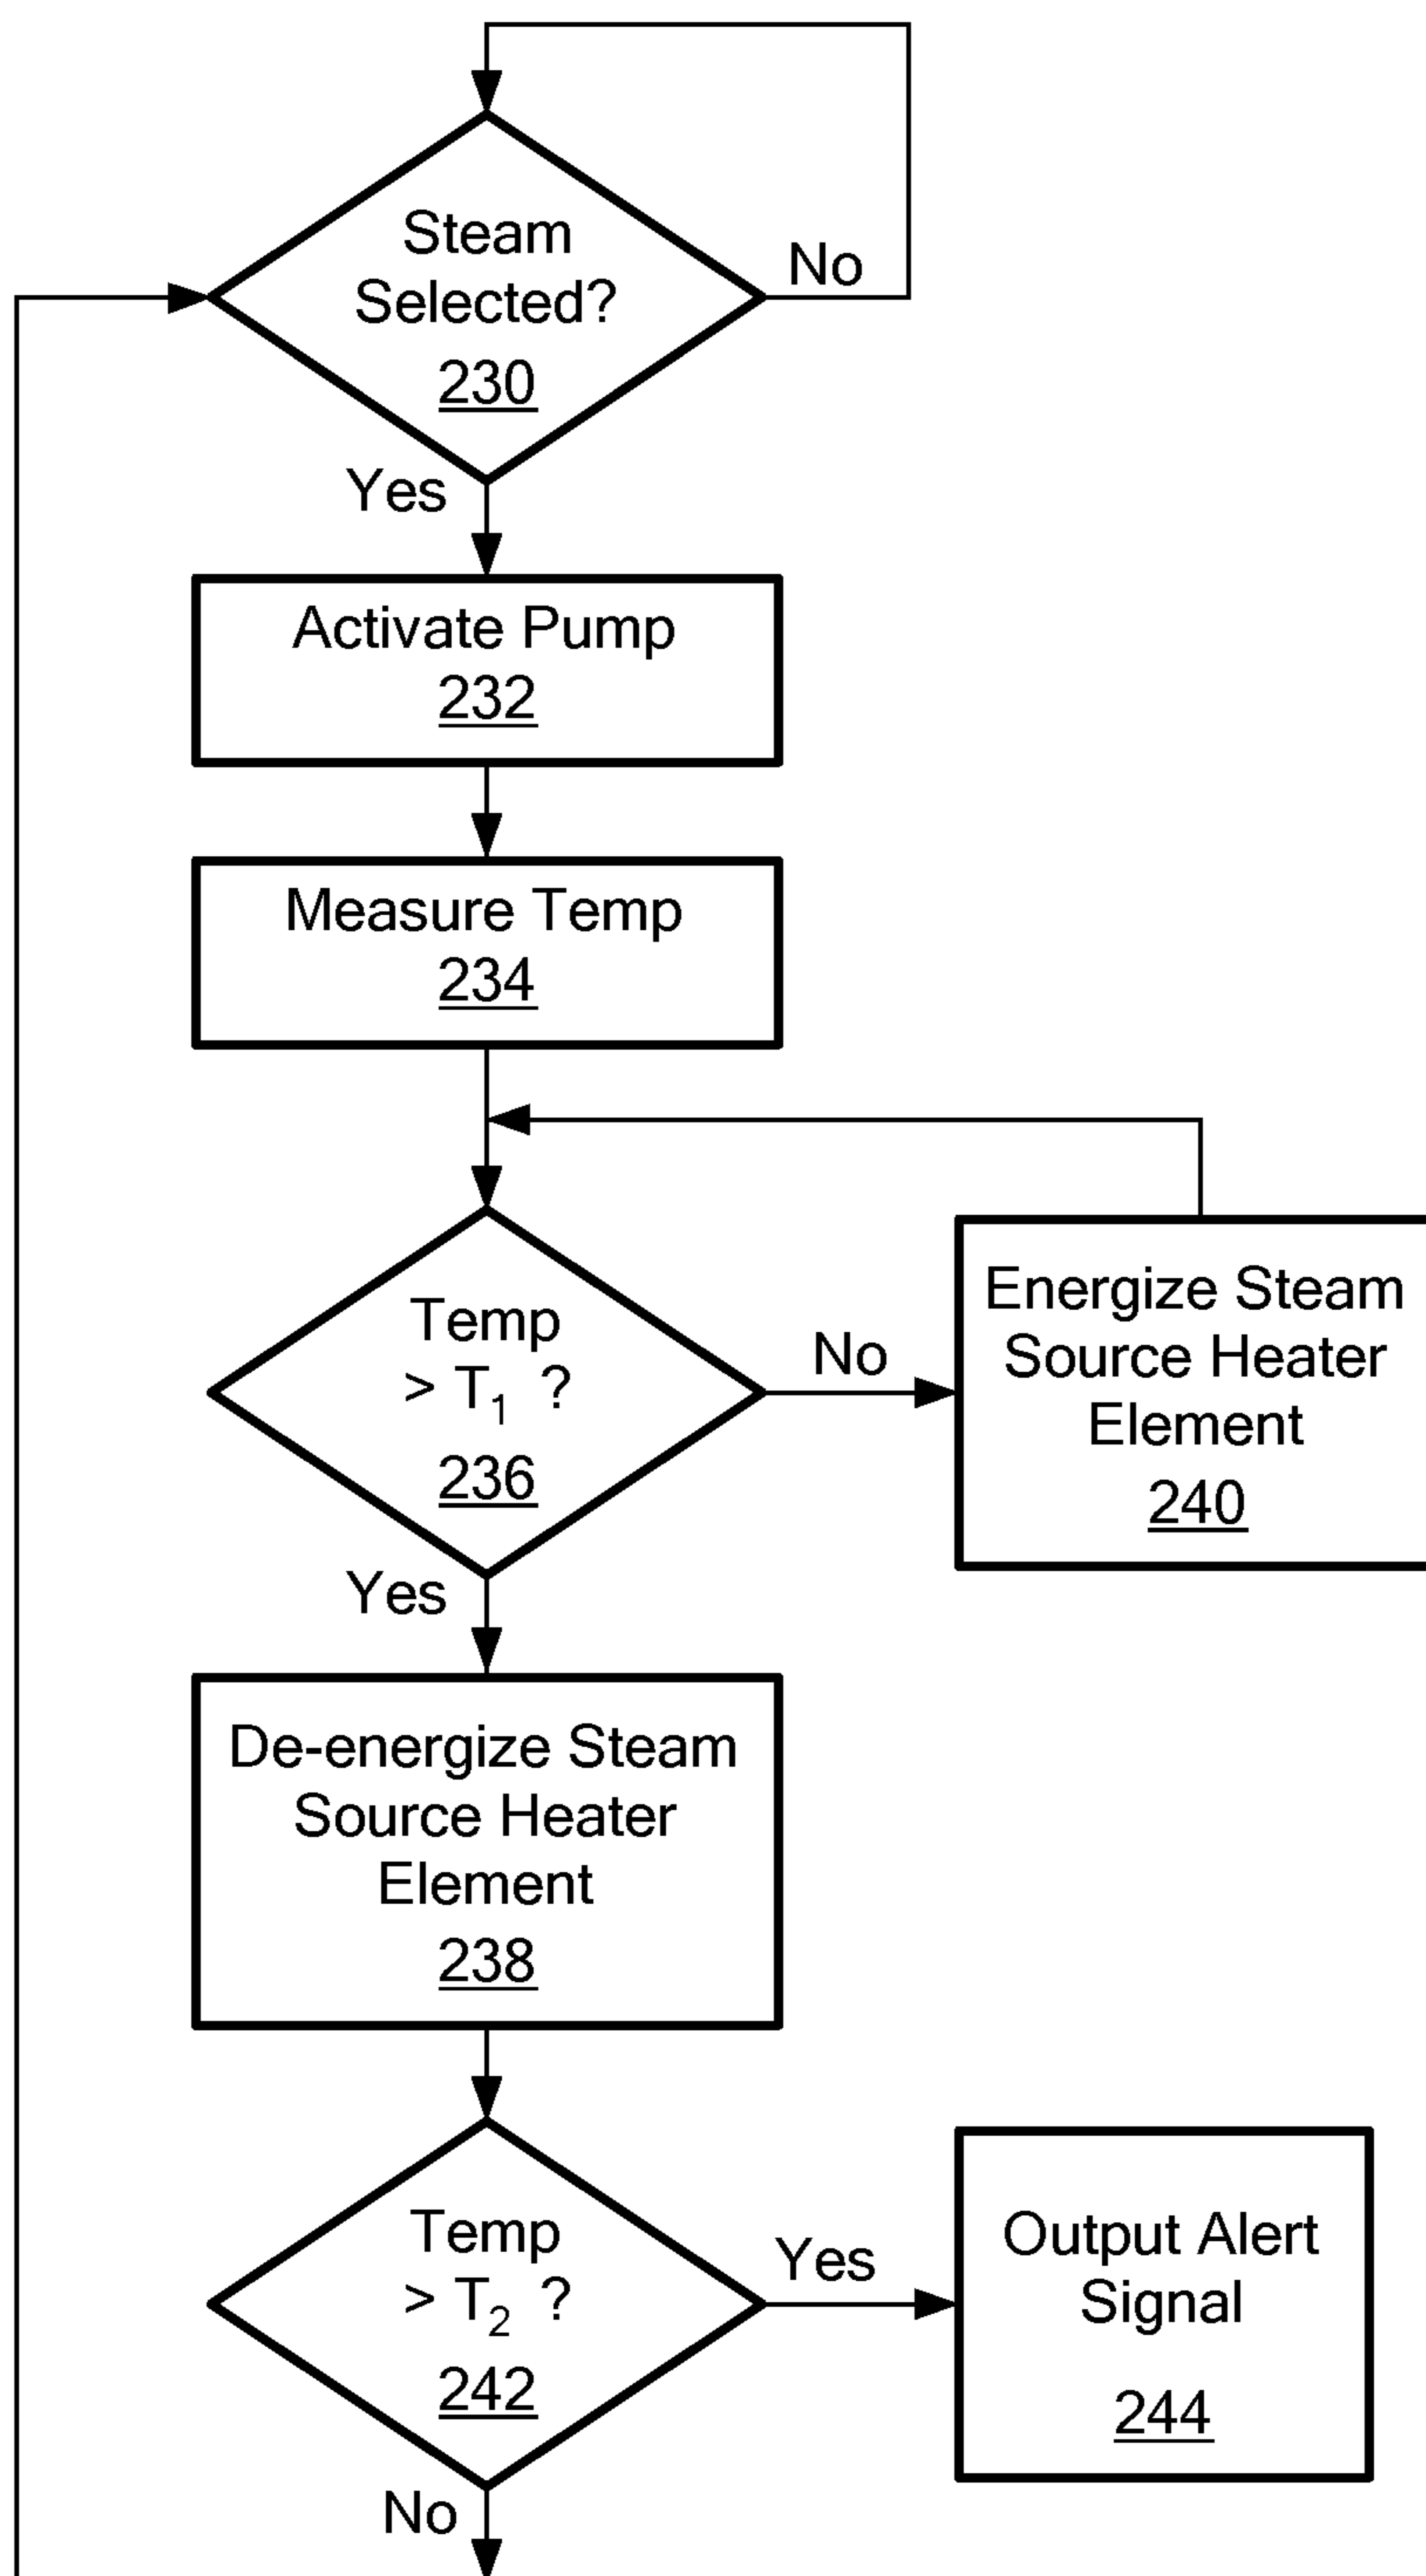 Steam
Selected?
230
No
Yes
Activate Pump
232
Measure Temp
234
Temp
> T1 ?
236
No
Energize Steam
Source Heater
Element
240
Yes
De-energize Steam
Source Heater
Element
238
Temp
> T2 ?
242
Yes
Output Alert
Signal
244
No